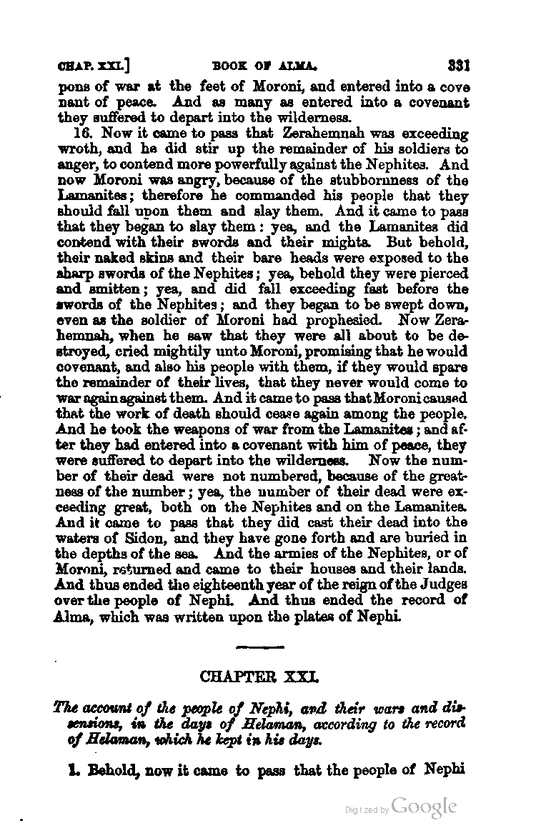 CHAP. XXI.] BOOK OF ALMA. 331
pons of war at the feet of Moroni, and entered into a cove
nant of peace. And as many as entered into a covenant
they suffered to depart into the wilderness.
16. Now it came to pass that Zerahemnah was exceeding
wroth, and he did stir up the remainder of his soldiers to
anger, to contend more powerfully against the Nephites. And
now Moroni was angry, because of the stubbornness of the
Lamanites; therefore he commanded his people that they
should fall upon them and slay them. And it came to pass
that they began to slay them: yea, and the Lamanites did
contend with their swords and their mights. But behold,
their naked skins and their bare heads were exposed to the
sharp swords of the Nephites; yea, behold they were pierced
and smitten; yea, and did fall exceeding fast before the
swords of the Nephites; and they began to be swept down,
even as the soldier of Moroni had prophesied. Now Zera-
hemnah, when he saw that they were all about to be de-
stroyed, cried mightily unto Moroni, promising that he would
covenant, and also his people with them, if they would spare
the remainder of their lives, that they never would come to
war again against them. And it came to pass that Moroni caused
that the work of death should cease again among the people.
And he took the weapons of war from the Lamanites; and af-
ter they had entered into a covenant with him of peace, they
were suffered to depart into the wilderness. Now the num-
ber of their dead were not numbered, because of the great-
ness of the number; yea, the number of their dead were ex-
ceeding great, both on the Nephites and on the Lamanites.
And it came to pass that they did cast their dead into the
waters of Sidon, and they have gone forth and are buried in
the depths of the sea. And the armies of the Nephites, or of
Moroni, returned and came to their houses and their lands.
And thus ended the eighteenth year of the reign of the Judges
over the people of Nephi. And thus ended the record of
Alma, which was written upon the plates of Nephi.
CHAPTER XXI.
The account of the people of Nephi, and their wars and dis-
sensions, in the days of Helaman, according to the record
of Helaman, which he kept in his days.
1. Behold, now it came to pass that the people of Nephi
Digitized by Google